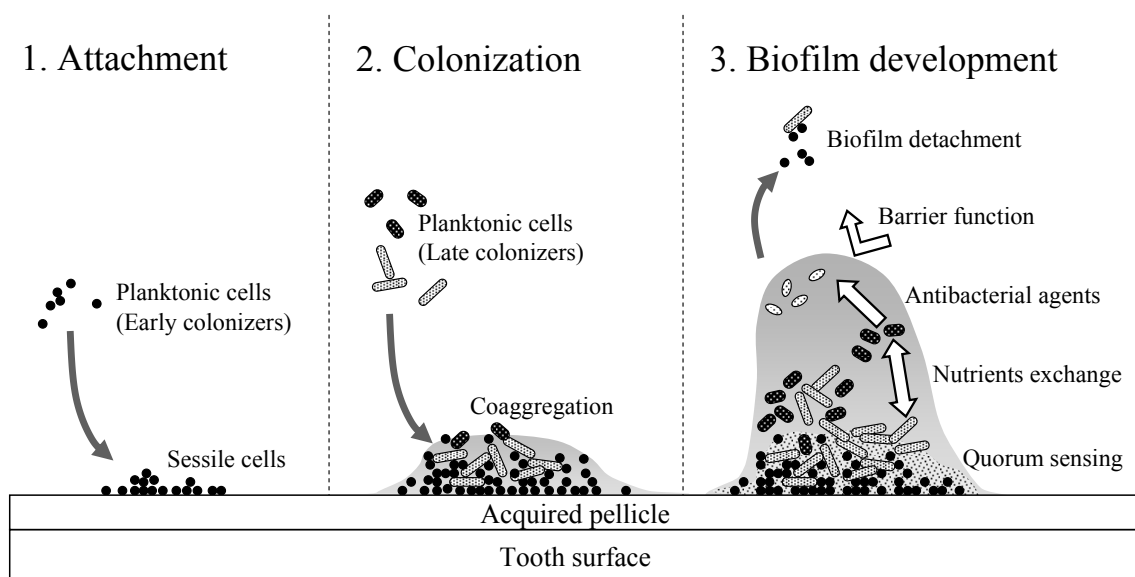 1. Attachment
2. Colonization
3. Biofilm development
Planktonic cells
(Early colonizers)
Sessile cells
Planktonic cells
(Late colonizers)
Coaggregation
Biofilm detachment
Barrier function
Antibacterial agents
Nutrients exchange
Quorum sensing
Acquired pellicle
Tooth surface